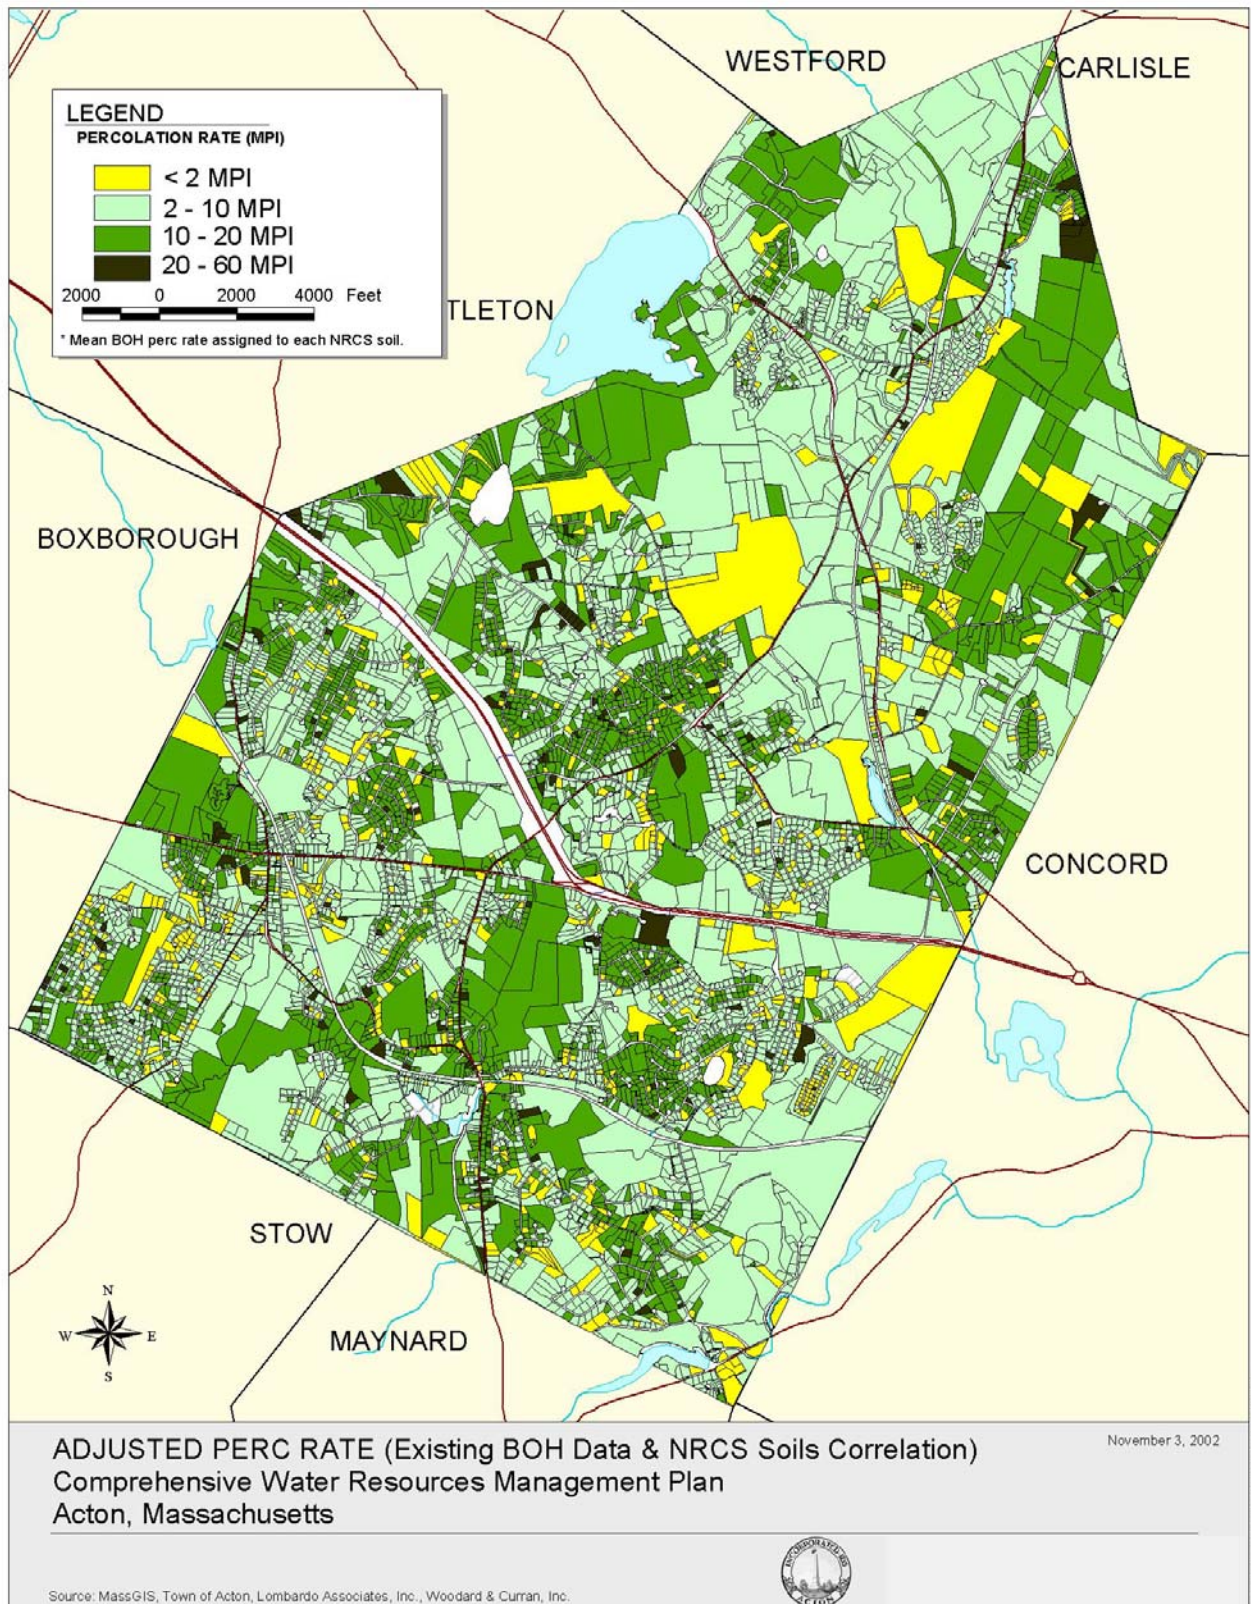 WESTFORD
CARLISLE
LEGEND
PERCOLATION RATE (MPI)
< 2 MPI
2 - 10 MPI
10 - 20 MPI
20 - 60 MPI
2000 0 2000 4000 Feet
* Mean BOH perc rate assigned to each NRCS soil.
TLETON
BOXBOROUGH
CONCORD
STOW
MAYNARD
N
W E
S
ADJUSTED PERC RATE (Existing BOH Data & NRCS Soils Correlation)
November 3, 2002
Comprehensive Water Resources Management Plan
Acton, Massachusetts
INCORPORATED
ACTON
Source: MassGIS, Town of Acton, Lombardo Associates, Inc., Woodard & Curran, Inc.